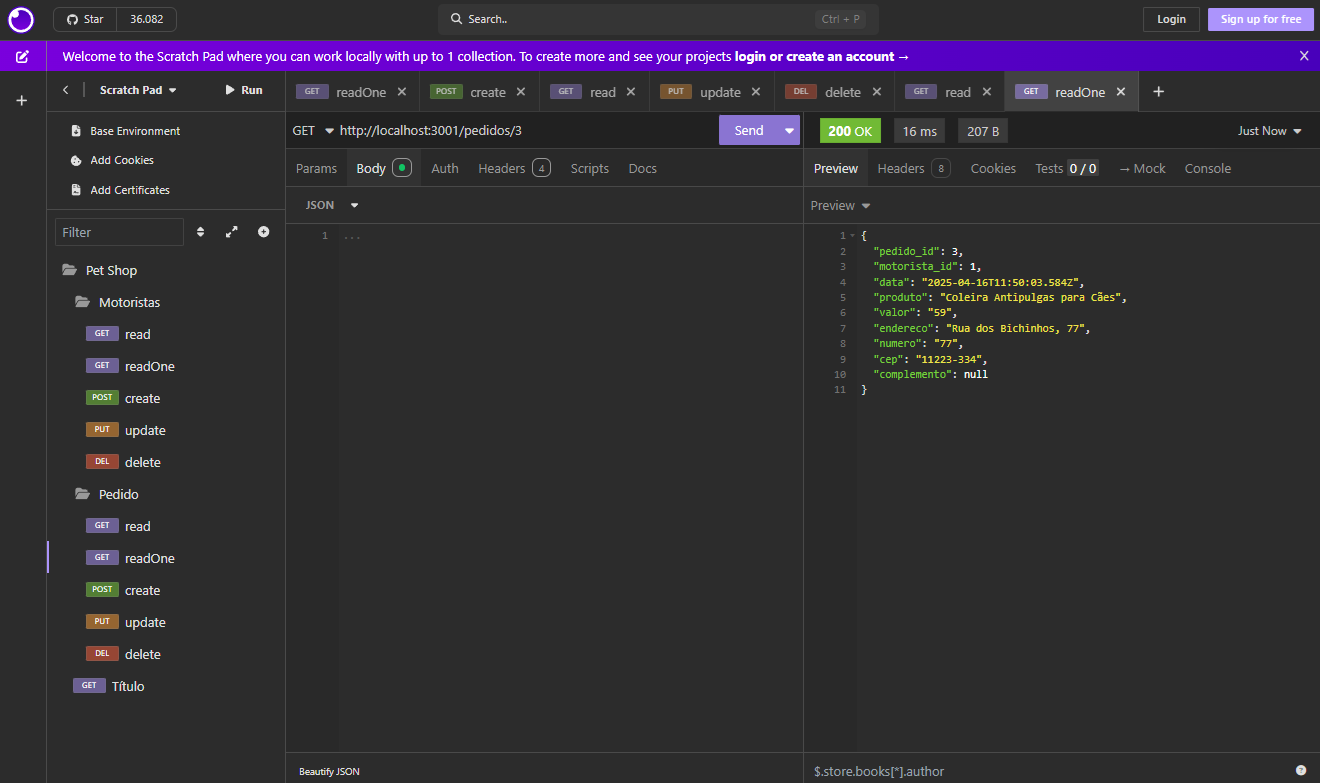 Star 36.082 Search.. Ctrl + P Login Sign up for free
Welcome to the Scratch Pad where you can work locally with up to 1 collection. To create more and see your projects login or create an account → X
Scratch Pad Run
GET readOne POST create GET read PUT update DEL delete GET read GET readOne
Base Environment
Add Cookies
Add Certificates
Filter
Pet Shop
Motoristas
GET read
GET readOne
POST create
PUT update
DEL delete
Pedido
GET read
GET readOne
POST create
PUT update
DEL delete
GET Título
GET http://localhost:3001/pedidos/3 Send
Params Body Auth Headers 4 Scripts Docs
JSON
1 ...
Beautify JSON
200 OK 16 ms 207 B Just Now
Preview Headers 8 Cookies Tests 0 / 0 → Mock Console
Preview
1 {
2 "pedido_id": 3,
3 "motorista_id": 1,
4 "data": "2025-04-16T11:50:03.584Z",
5 "produto": "Coleira Antipulgas para Cães",
6 "valor": "59",
7 "endereco": "Rua dos Bichinhos, 77",
8 "numero": "77",
9 "cep": "11223-334",
10 "complemento": null
11 }
$.store.books[*].author ?